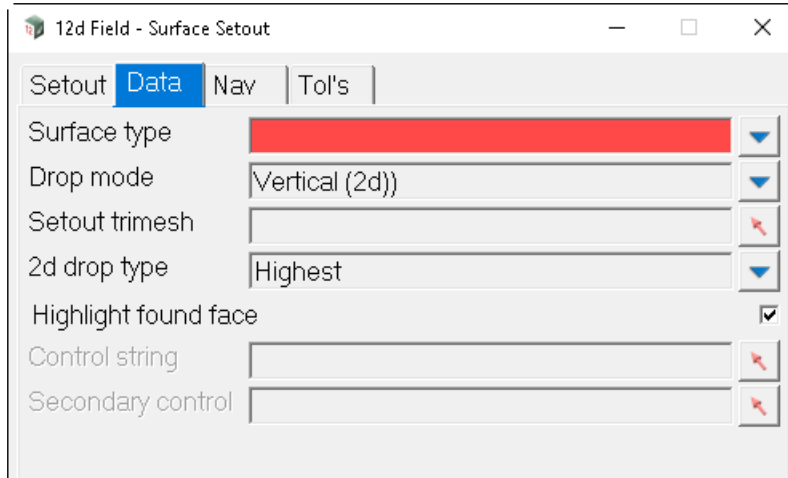 12d Field - Surface Setout
Setout Data Nav Tol's
Surface type
Drop mode Vertical (2d))
Setout trimesh
2d drop type Highest
Highlight found face
Control string
Secondary control